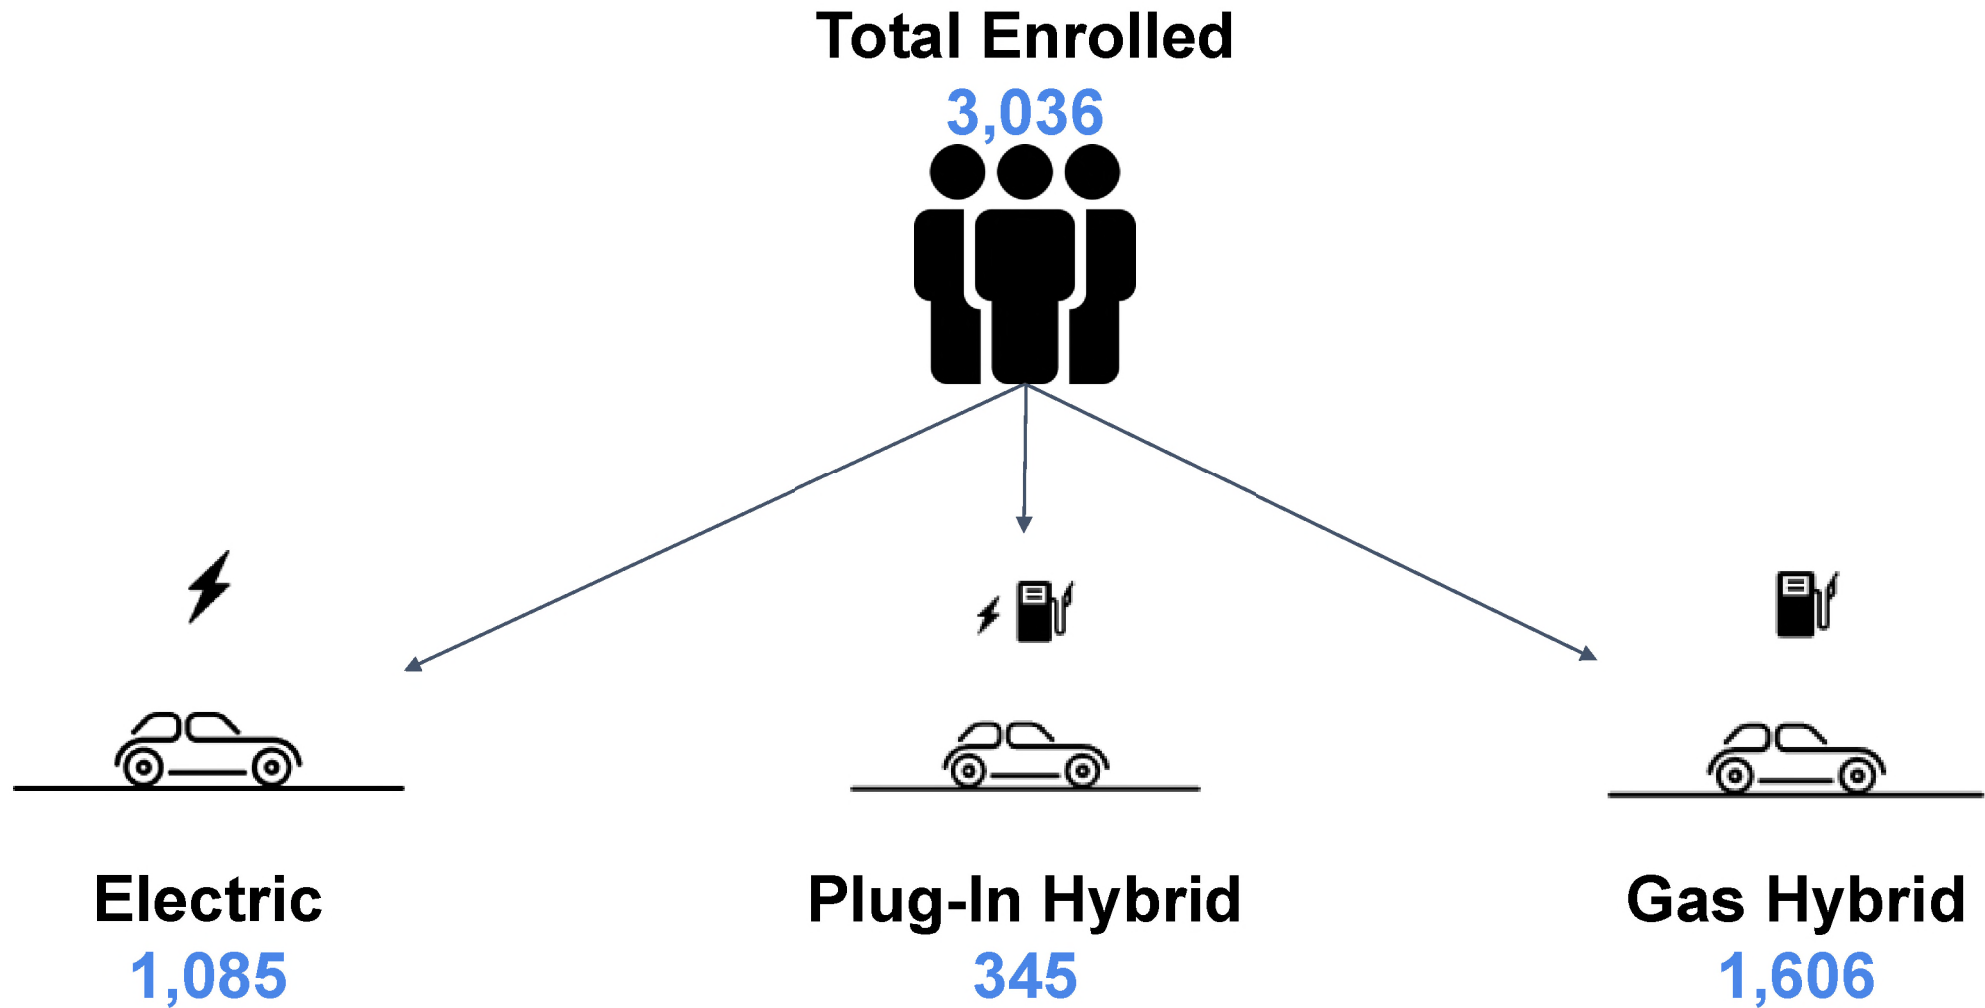 Total Enrolled
3,036
Electric
1,085
Plug-In Hybrid
345
Gas Hybrid
1,606